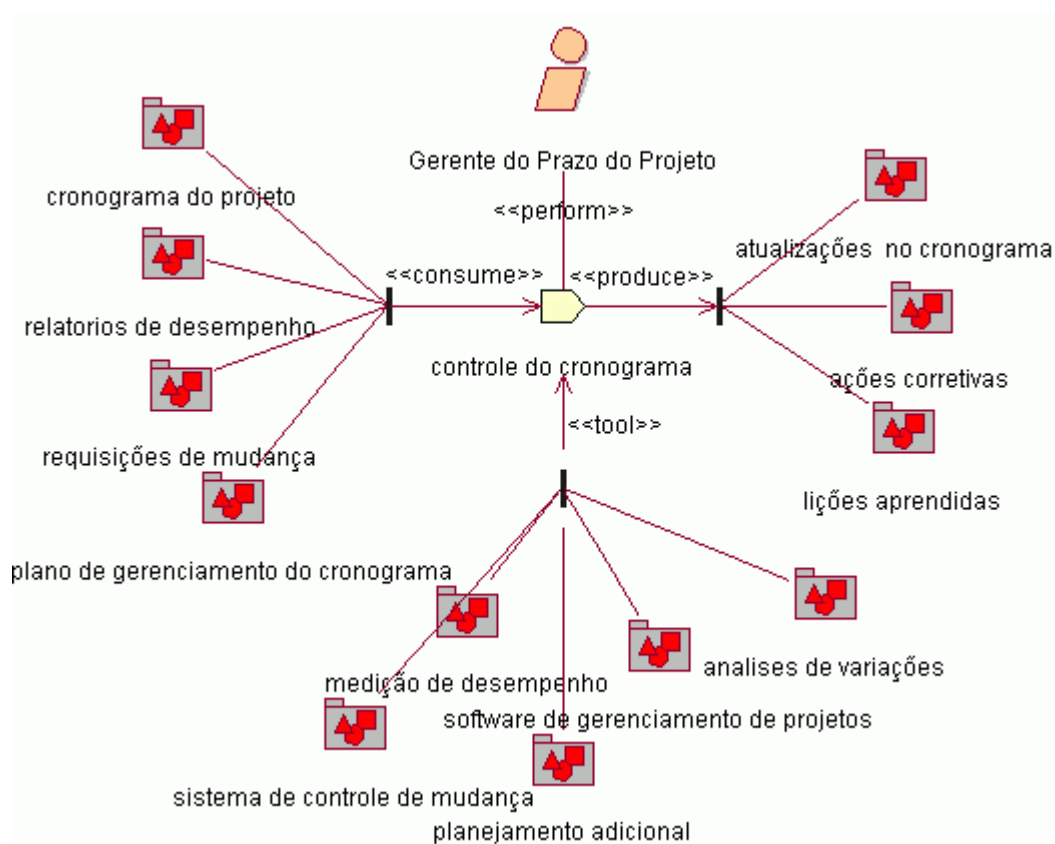 Gerente do Prazo do Projeto
cronograma do projeto
<<perform>>
atualizações no cronograma
<<consume>>
<<produce>>
relatorios de desempenho
controle do cronograma
ações corretivas
<<tool>>
requisições de mudança
lições aprendidas
plano de gerenciamento do cronograma
analises de variações
medição de desempenho
software de gerenciamento de projetos
sistema de controle de mudança
planejamento adicional